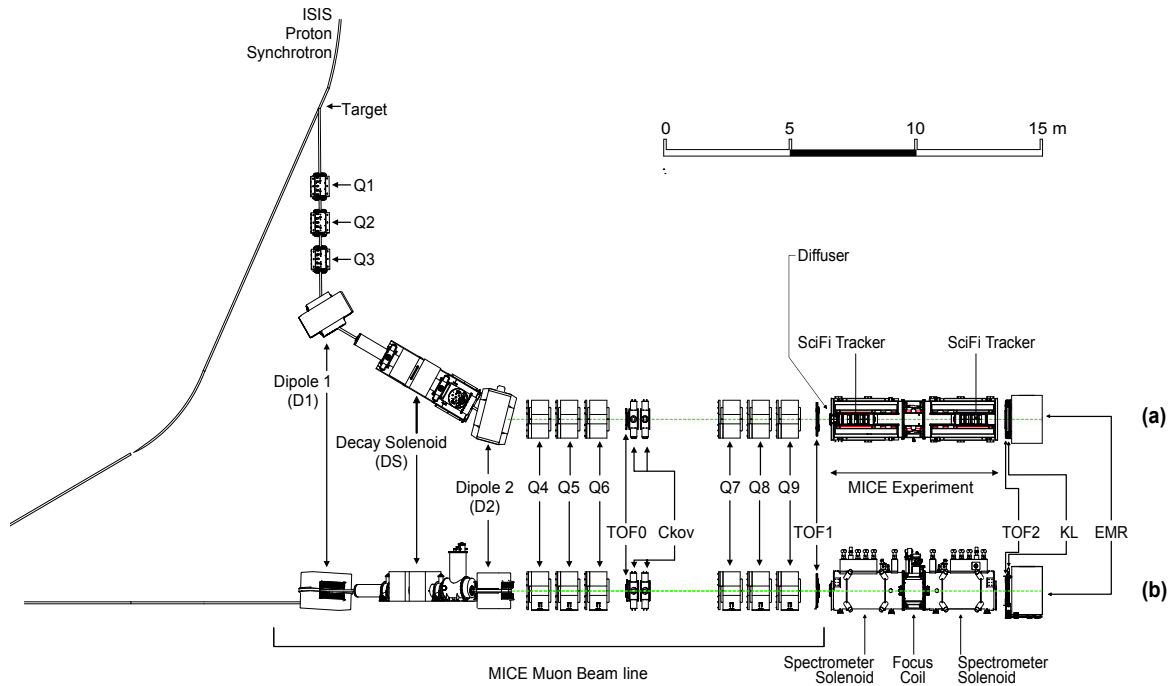 ISIS
Proton
Synchrotron
Target
0 5 10 15 m
Q1
Q2
Q3
Diffuser
SciFi Tracker SciFi Tracker
Dipole 1
(D1)
(a)
Decay Solenoid
(DS)
Dipole 2
(D2)
Q4 Q5 Q6 Q7 Q8 Q9
MICE Experiment
TOF0 Ckov TOF1 TOF2 KL EMR
(b)
MICE Muon Beam line
Spectrometer
Solenoid
Focus
Coil
Spectrometer
Solenoid